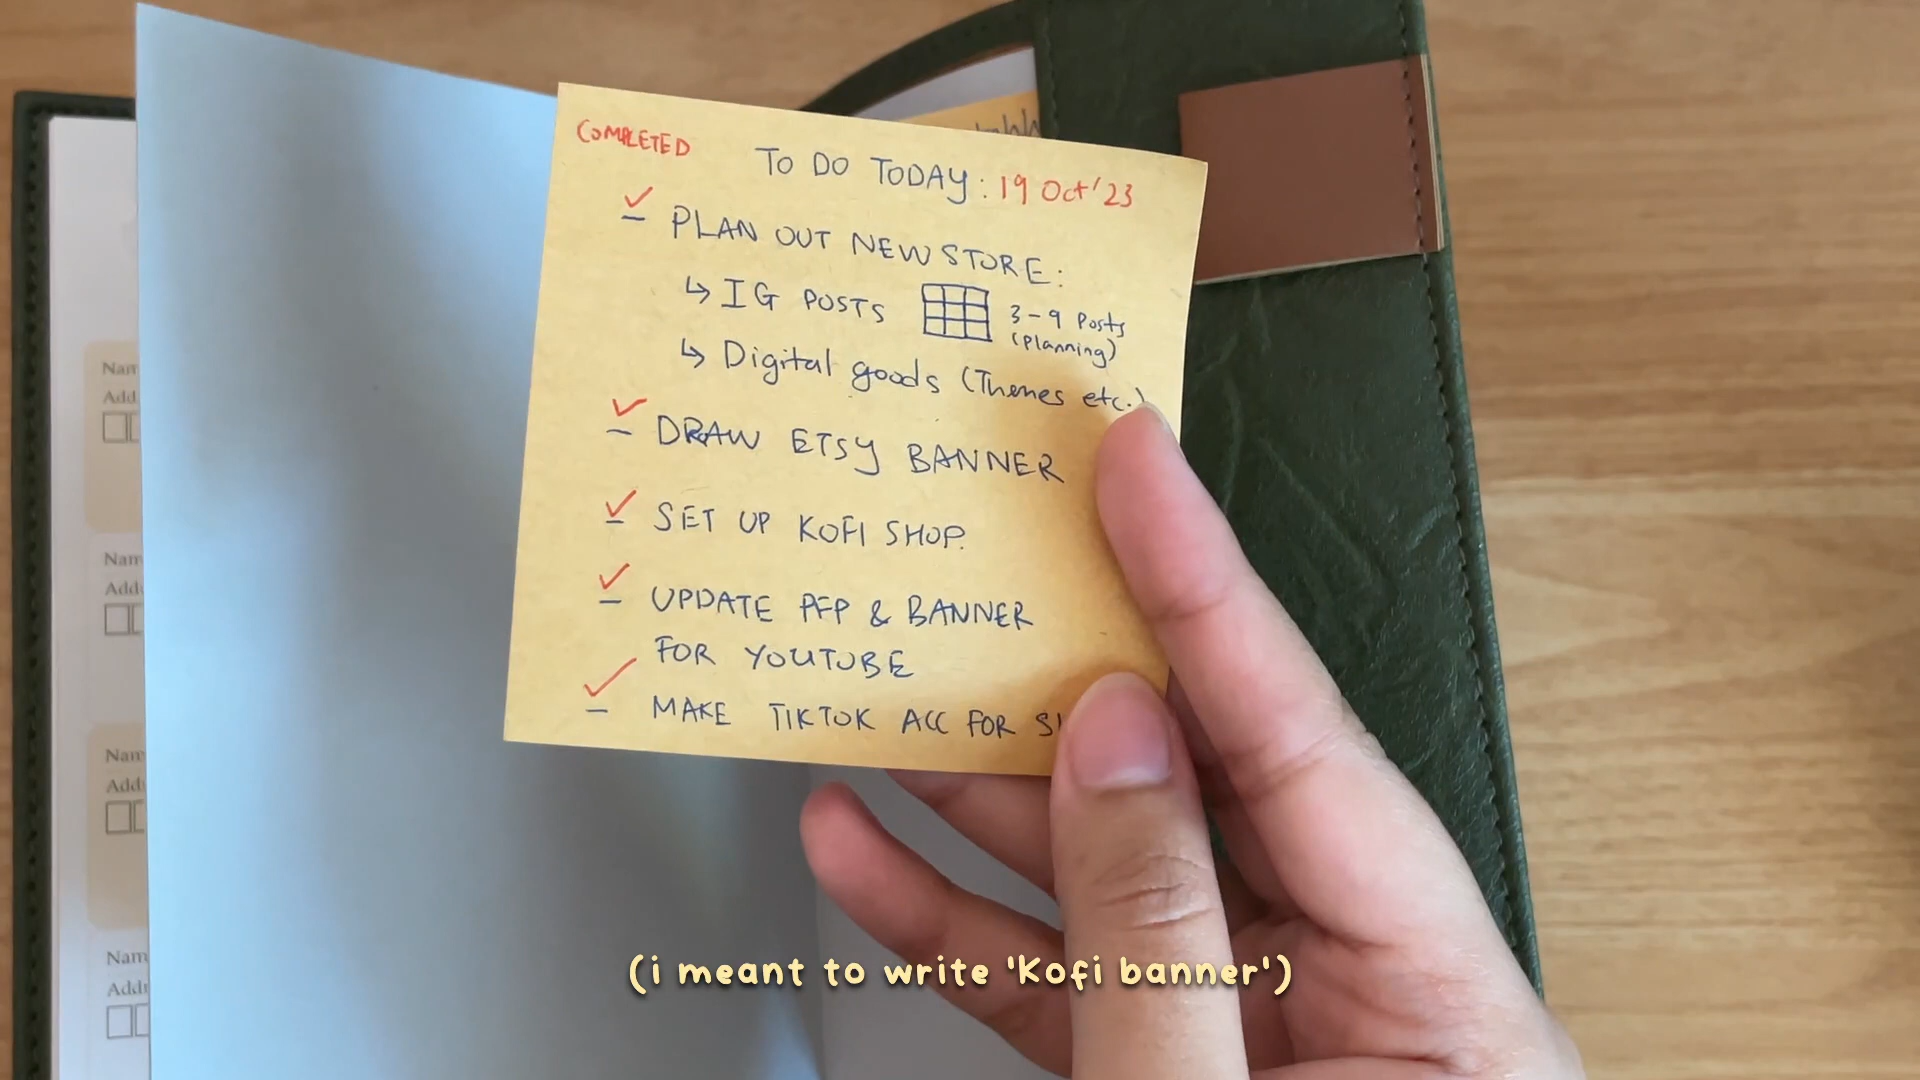 COMPLETED
TO DO TODAY: 19 Oct '23
- PLAN OUT NEW STORE:
↳ IG POSTS 3-9 Posts
(planning)
↳ Digital goods (Themes etc.)
- DRAW ETSY BANNER
- SET UP KOFI SHOP.
- UPDATE PFP & BANNER
FOR YOUTUBE
- MAKE TIKTOK ACC FOR
(i meant to write 'Kofi banner')